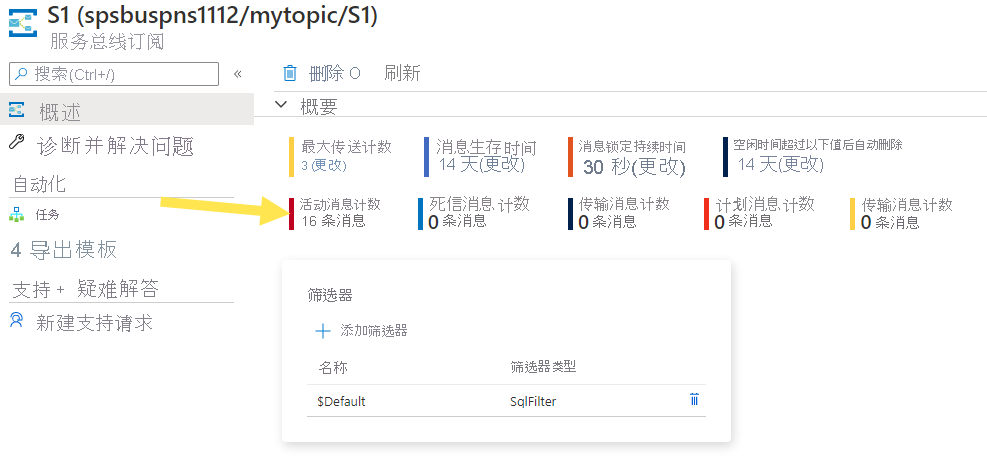 S1 (spsbuspns1112/mytopic/S1)
服务总线订阅
搜索(Ctrl+/)
«
删除 O 刷新
概述
概要
诊断并解决问题
自动化
任务
4 导出模板
支持 + 疑难解答
新建支持请求
最大传送计数
3 (更改)
消息生存时间
14 天(更改)
消息锁定持续时间
30 秒(更改)
空闲时间超过以下值后自动删除
14 天(更改)
活动消息计数
16 条消息
死信消息计数
0 条消息
传输消息计数
0 条消息
计划消息计数
0 条消息
传输消息计数
0 条消息
筛选器
添加筛选器
名称 筛选器类型
$Default SqlFilter